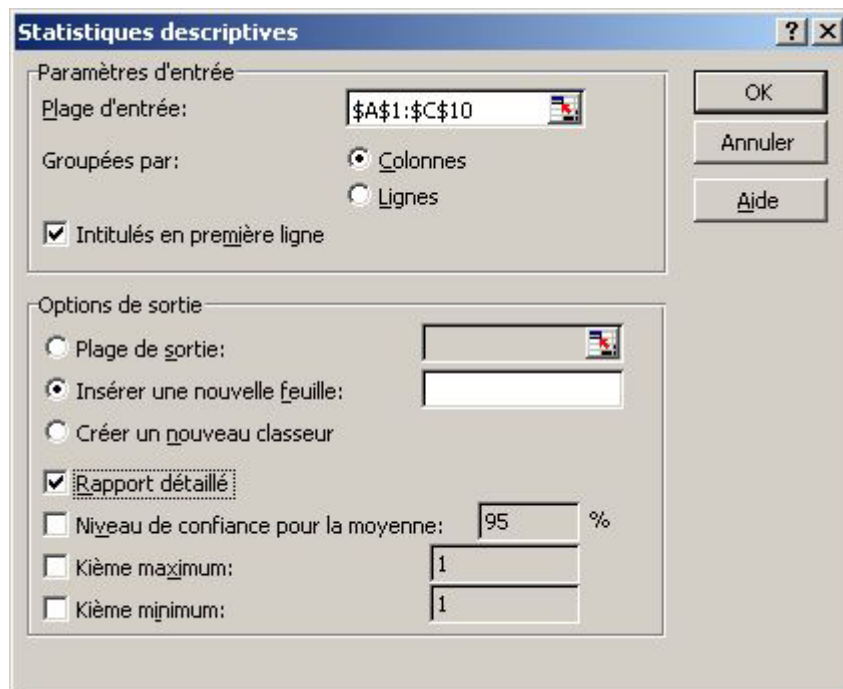 Statistiques descriptives
Paramètres d'entrée
Plage d'entrée: $A$1:$C$10
Groupées par: Colonnes
Lignes
Intitulés en première ligne
OK
Annuler
Aide
Options de sortie
Plage de sortie:
Insérer une nouvelle feuille:
Créer un nouveau classeur
Rapport détaillé
Niveau de confiance pour la moyenne: 95 %
Kième maximum: 1
Kième minimum: 1